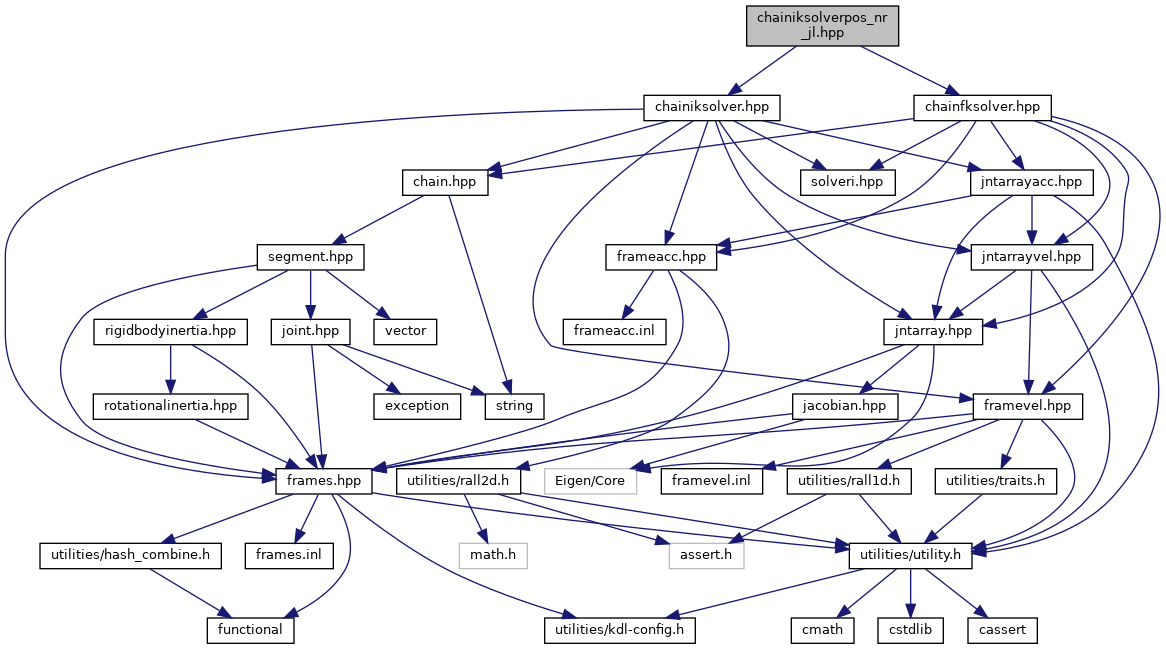 chainiksolverpos_nr
_jl.hpp
chainiksolver.hpp
chainfksolver.hpp
chain.hpp
solveri.hpp
jntarrayacc.hpp
segment.hpp
frameacc.hpp
jntarrayvel.hpp
rigidbodyinertia.hpp
joint.hpp
vector
frameacc.inl
jntarray.hpp
rotationalinertia.hpp
exception
string
jacobian.hpp
framevel.hpp
frames.hpp
utilities/rall2d.h
Eigen/Core
framevel.inl
utilities/rall1d.h
utilities/traits.h
utilities/hash_combine.h
frames.inl
math.h
assert.h
utilities/utility.h
functional
utilities/kdl-config.h
cmath
cstdlib
cassert